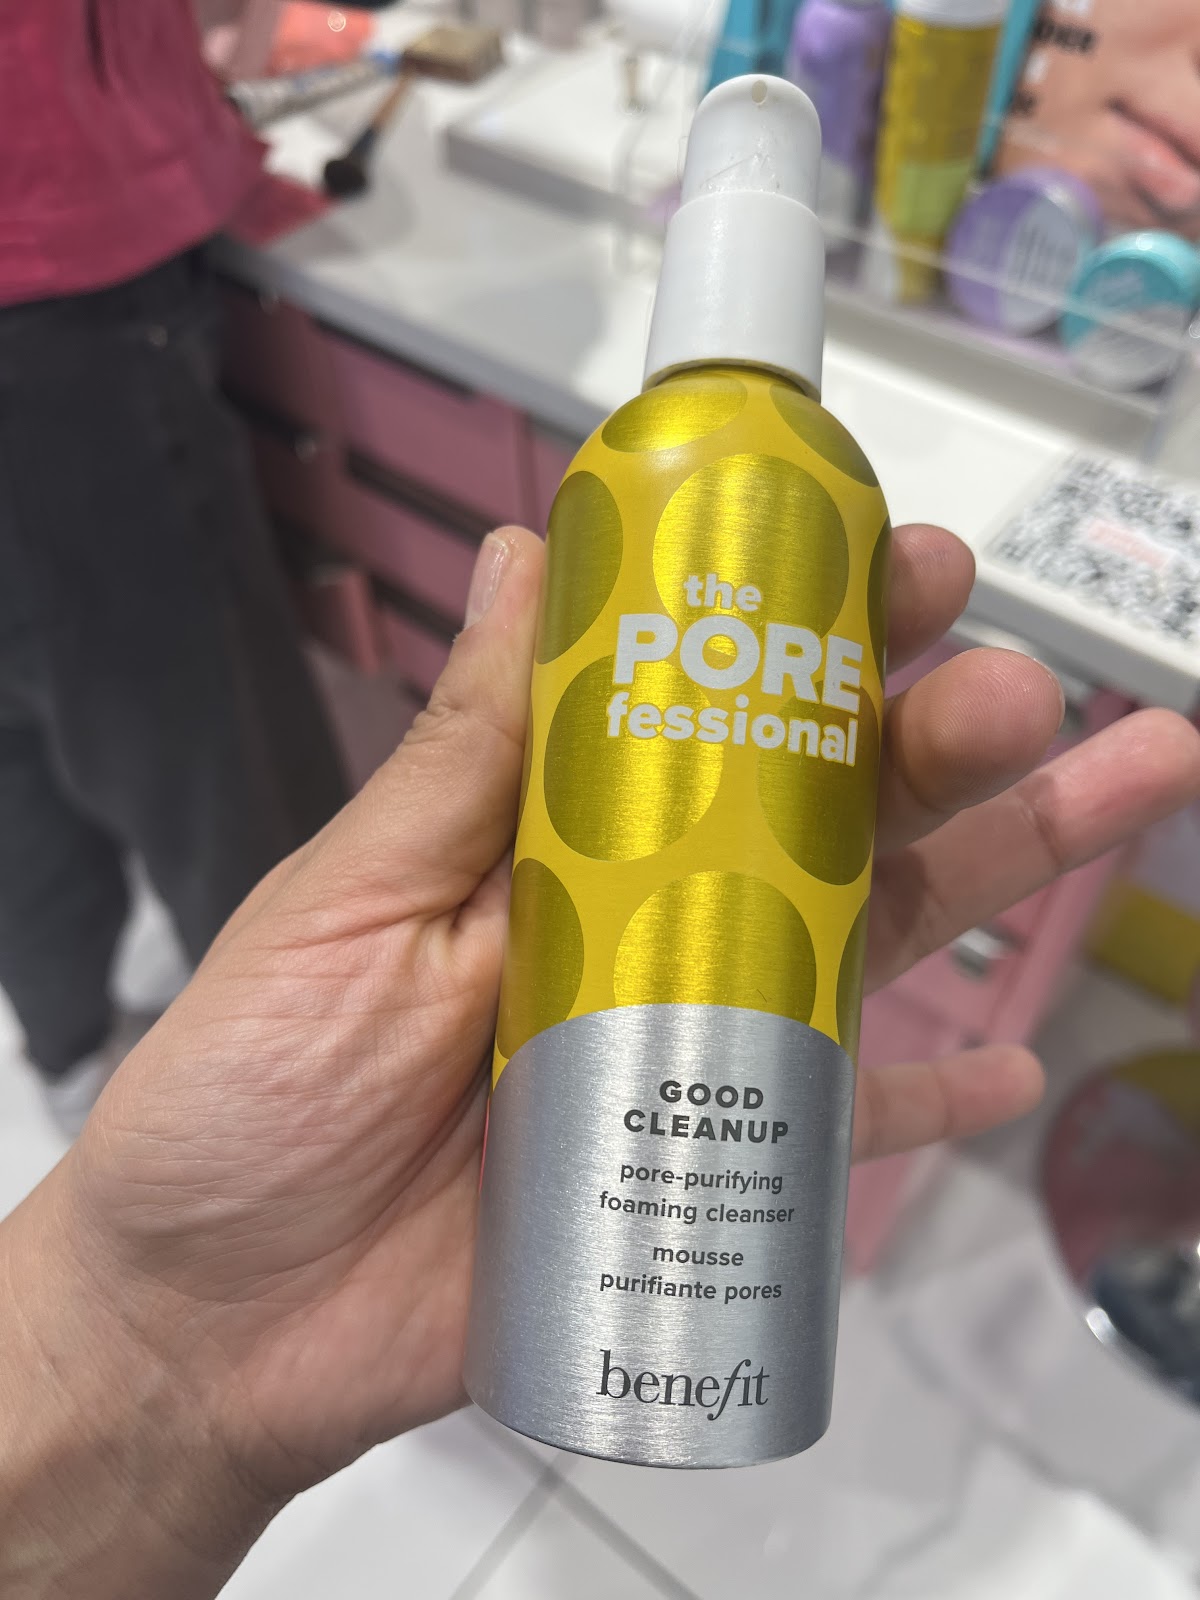 the
PORE
fessional
GOOD
CLEANUP
pore-purifying
foaming cleanser
mousse
purifiante pores
benefit